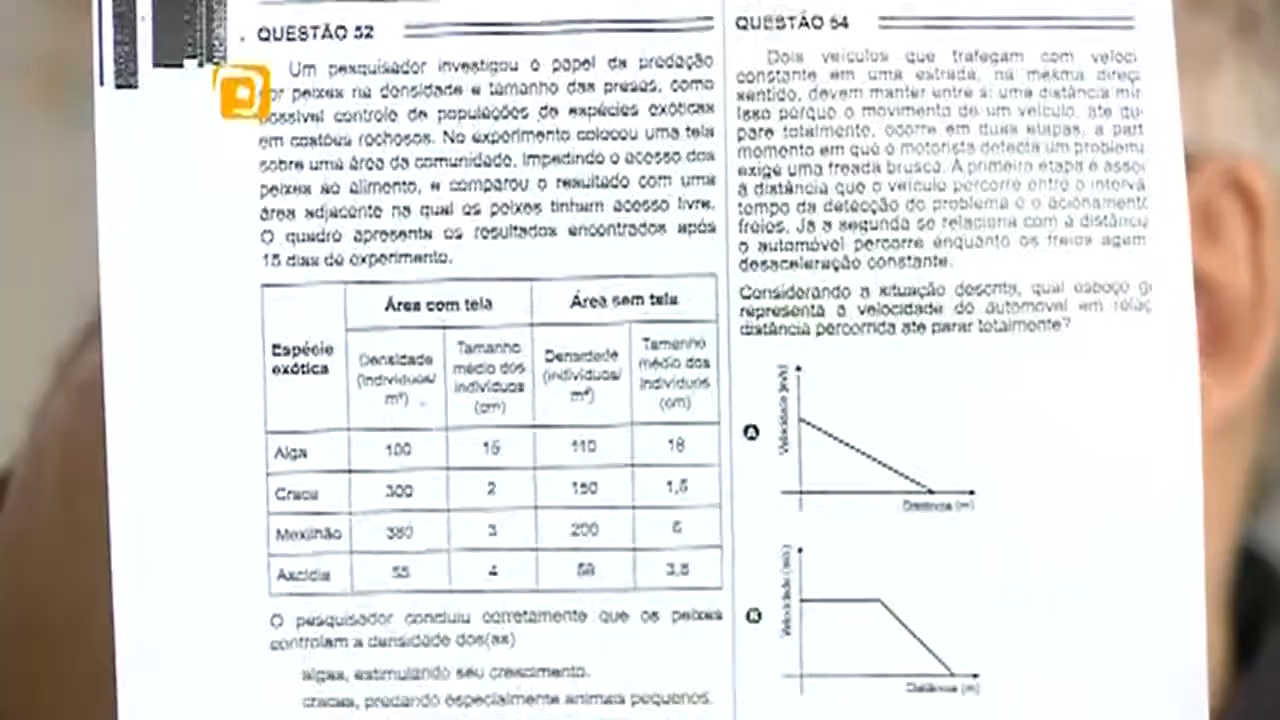 QUESTÃO 52
Um pesquisador investigou o papel da predação
por peixes na densidade e tamanho das presas, como
possível controle de populações de espécies exóticas
em costões rochosos. No experimento colocou uma tela
sobre uma área da comunidade, impedindo o acesso dos
peixes ao alimento, e comparou o resultado com uma
área adjacente na qual os peixes tinham acesso livre.
O quadro apresenta os resultados encontrados após
15 dias de experimento.
Espécie exótica
Área com tela
Área sem tela
Densidade (indivíduos/m²)
Tamanho médio dos indivíduos (cm)
Densidade (indivíduos/m²)
Tamanho médio dos indivíduos (cm)
Alga 100 15 110 18
Craca 300 2 150 1,5
Mexilhão 380 3 200 6
Ascídia 55 4 58 3,8
O pesquisador concluiu corretamente que os peixes
controlam a densidade dos(as)
algas, estimulando seu crescimento.
cracas, predando especialmente animais pequenos.
QUESTÃO 54
Dois veículos que trafegam com veloci
constante em uma estrada, na mesma direç
sentido, devem manter entre si uma distância mín
Isso porque o movimento de um veículo, até qu
pare totalmente, ocorre em duas etapas, a part
momento em que o motorista detecta um problema
exige uma freada brusca. A primeira etapa é assoc
à distância que o veículo percorre entre o interva
tempo da detecção do problema e o acionamento
freios. Já a segunda se relaciona com a distância
o automóvel percorre enquanto os freios agem
desaceleração constante.
Considerando a situação descrita, qual esboço g
representa a velocidade do automóvel em relaç
distância percorrida até parar totalmente?
A
Velocidade (m/s)
Distância (m)
B
Velocidade (m/s)
Distância (m)